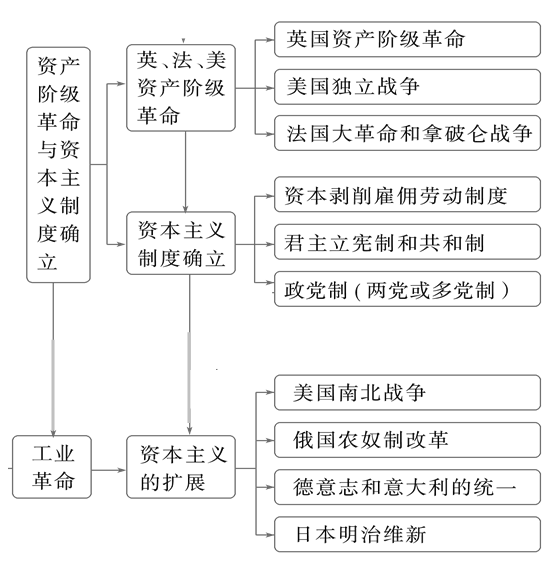 资产
阶级
革命
与资
本主
义制
度确
立
英、法、美
资产阶级
革命
英国资产阶级革命
美国独立战争
法国大革命和拿破仑战争
资本主义
制度确立
资本剥削雇佣劳动制度
君主立宪制和共和制
政党制(两党或多党制)
工业
革命
资本主义
的扩展
美国南北战争
俄国农奴制改革
德意志和意大利的统一
日本明治维新